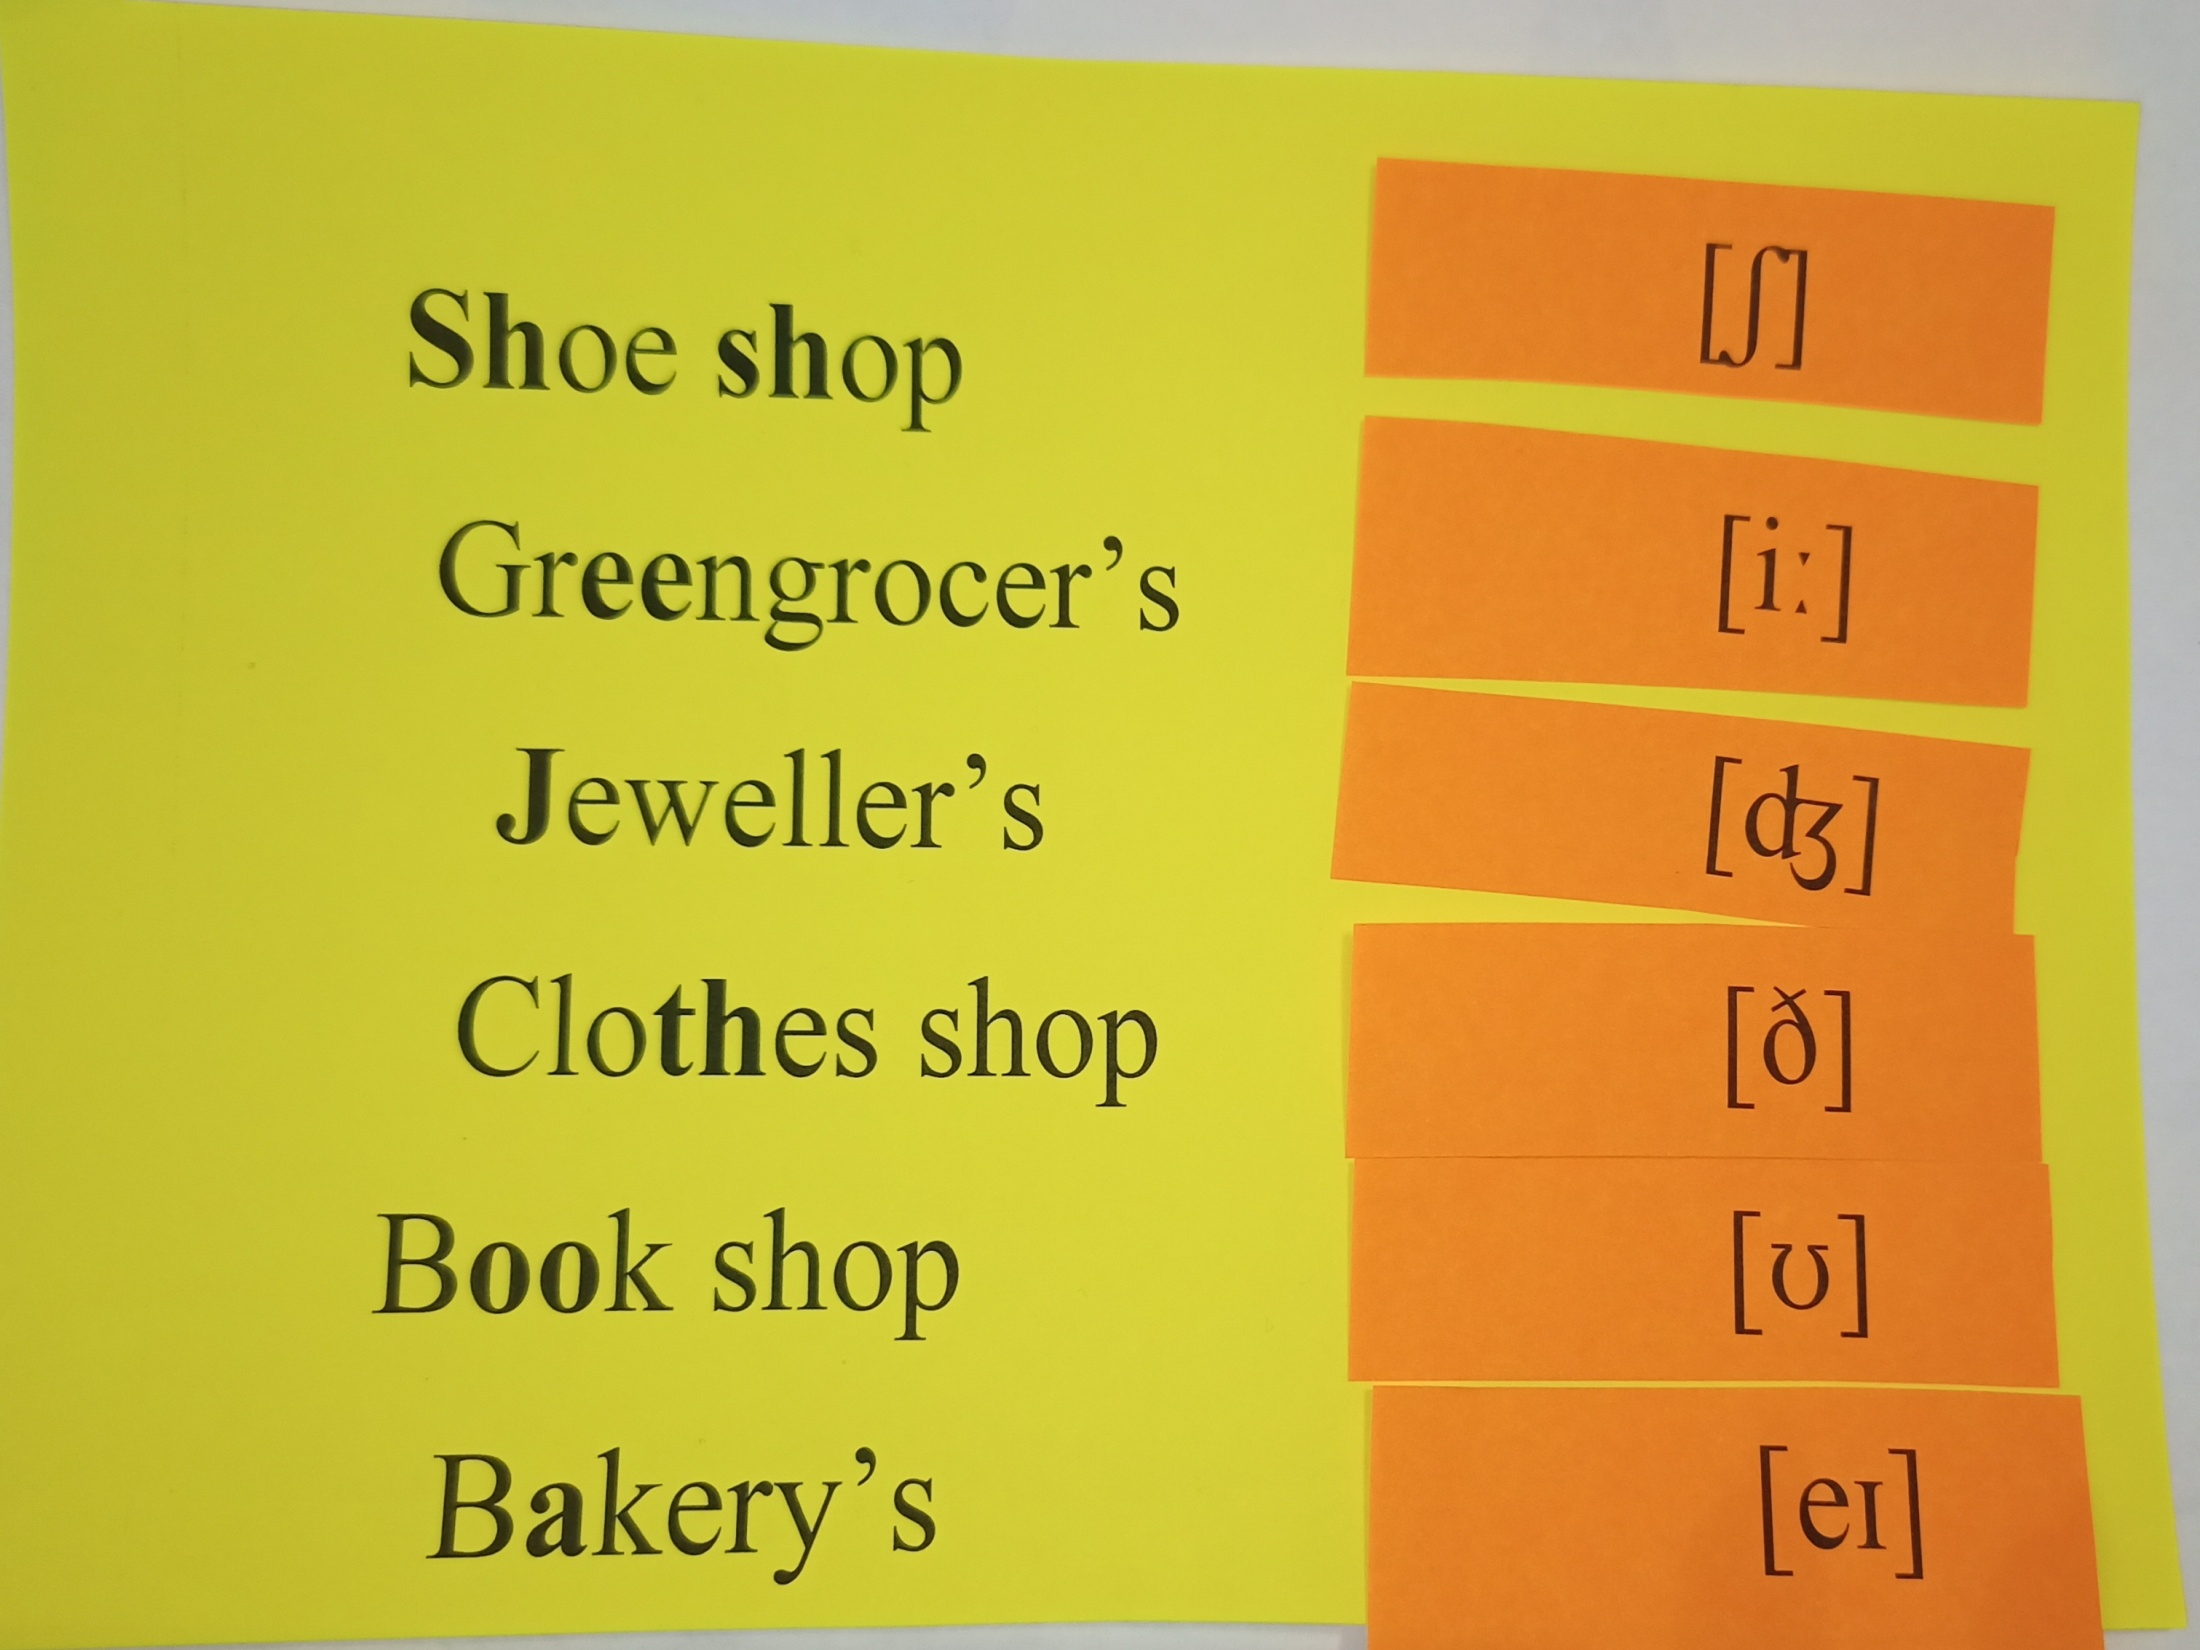 Shoe shop [ʃ]
Greengrocer’s [iː]
Jeweller’s [ʤ]
Clothes shop [ð]
Book shop [ʊ]
Bakery’s [eɪ]